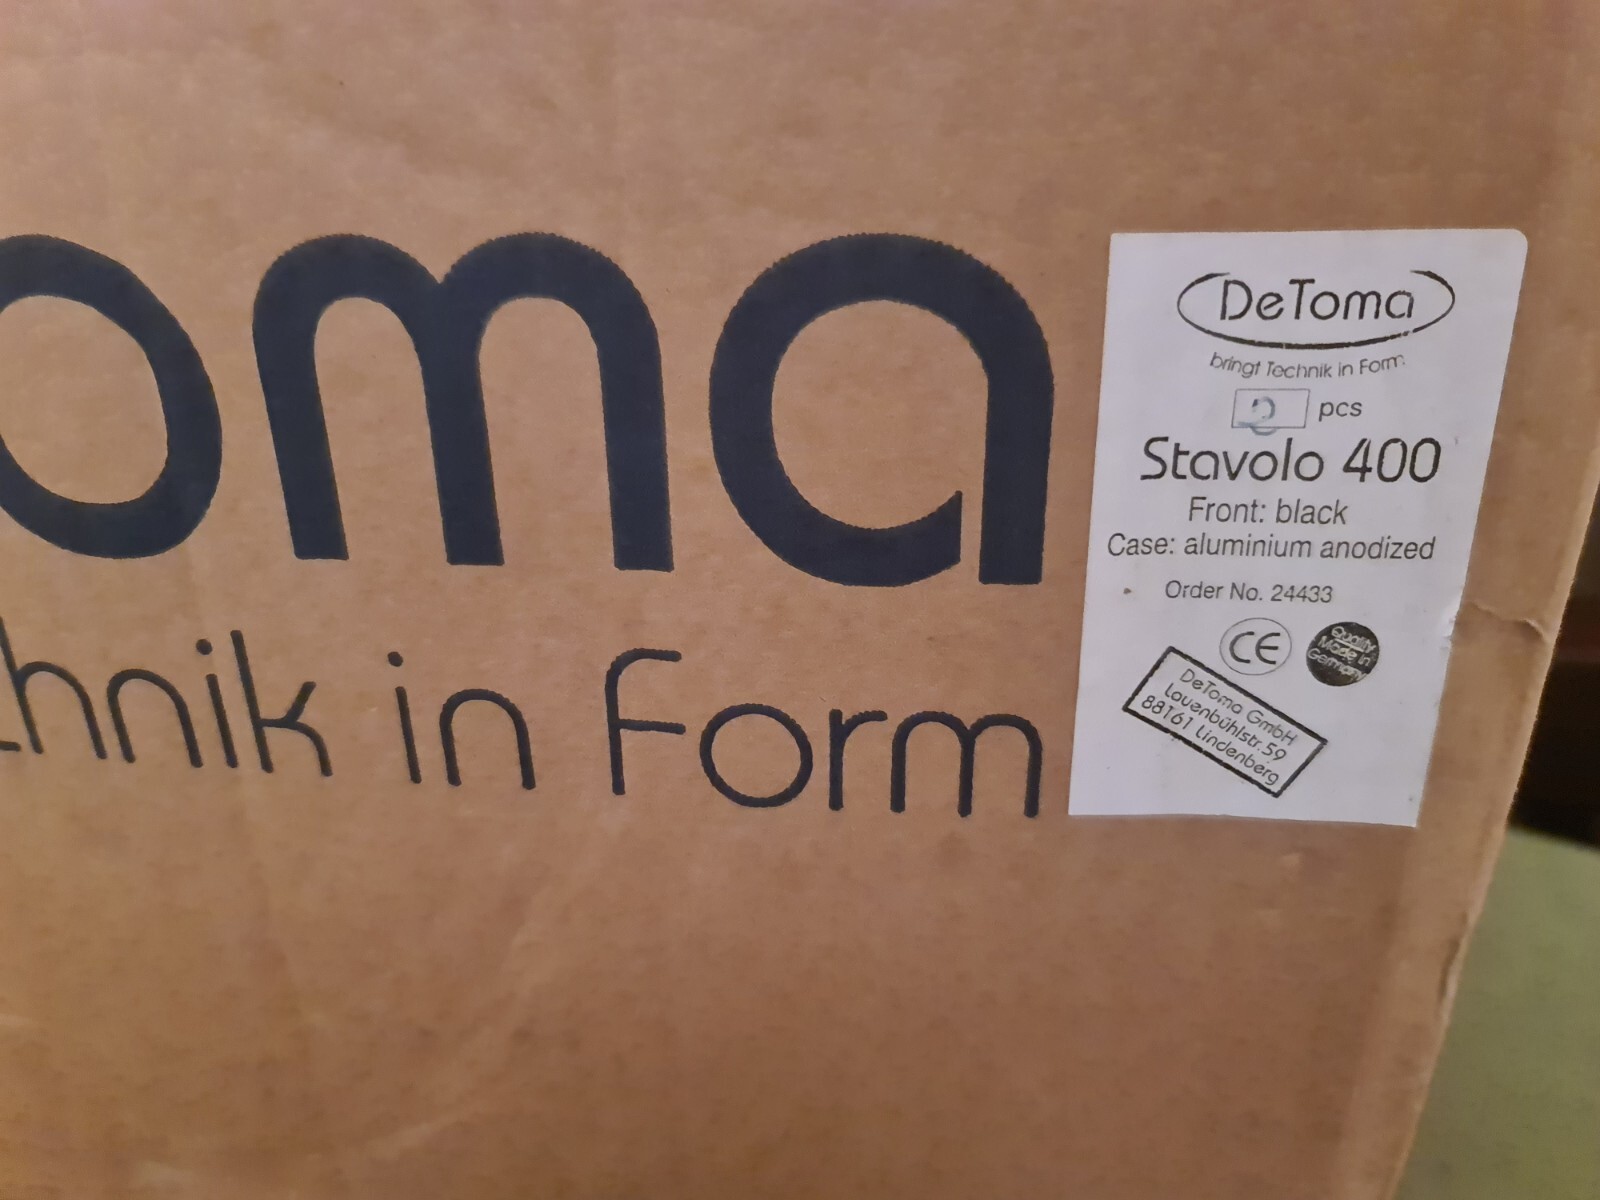 oma
chnik in Form
DeToma
bringt Technik in Form
2 pcs
Stavolo 400
Front: black
Case: aluminium anodized
Order No. 24433
CE
Quality
Made in
Germany
DeToma GmbH
Lauenbühlstr. 59
88161 Lindenberg